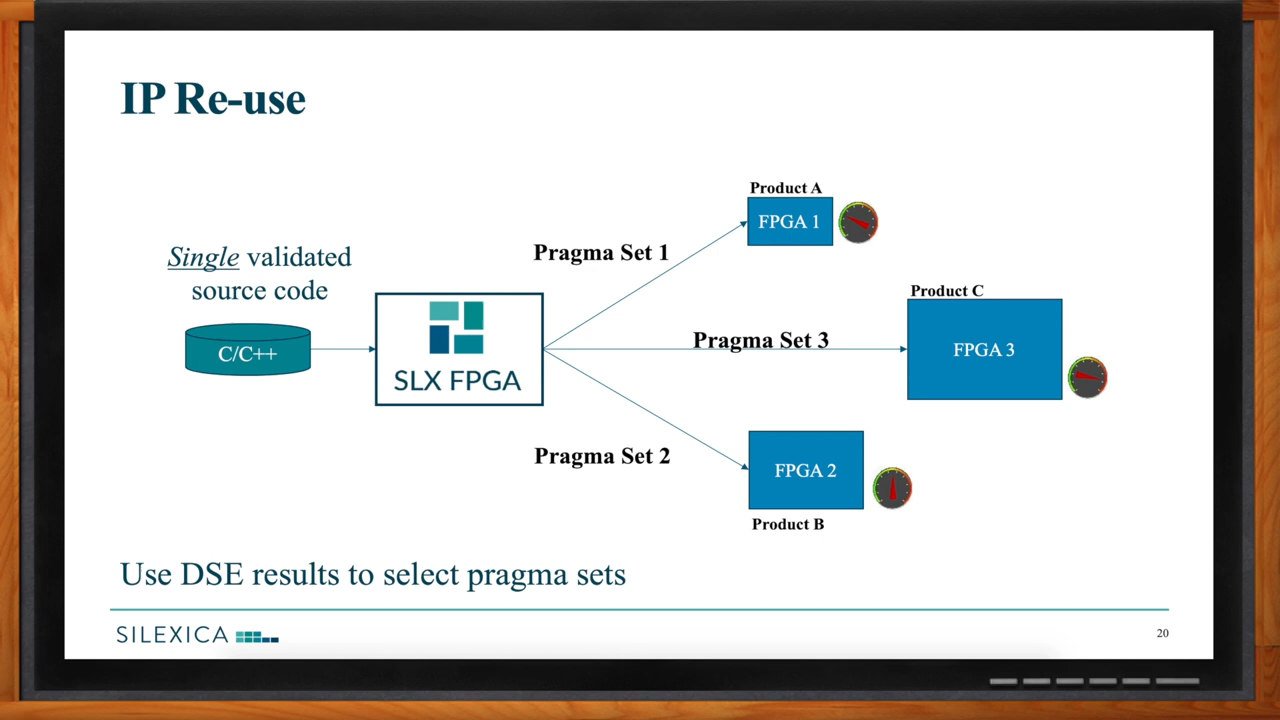 IP Re-use
Single validated
source code
C/C++
SLX FPGA
Pragma Set 1
Product A
FPGA 1
Pragma Set 3
Product C
FPGA 3
Pragma Set 2
FPGA 2
Product B
Use DSE results to select pragma sets
SILEXICA
20